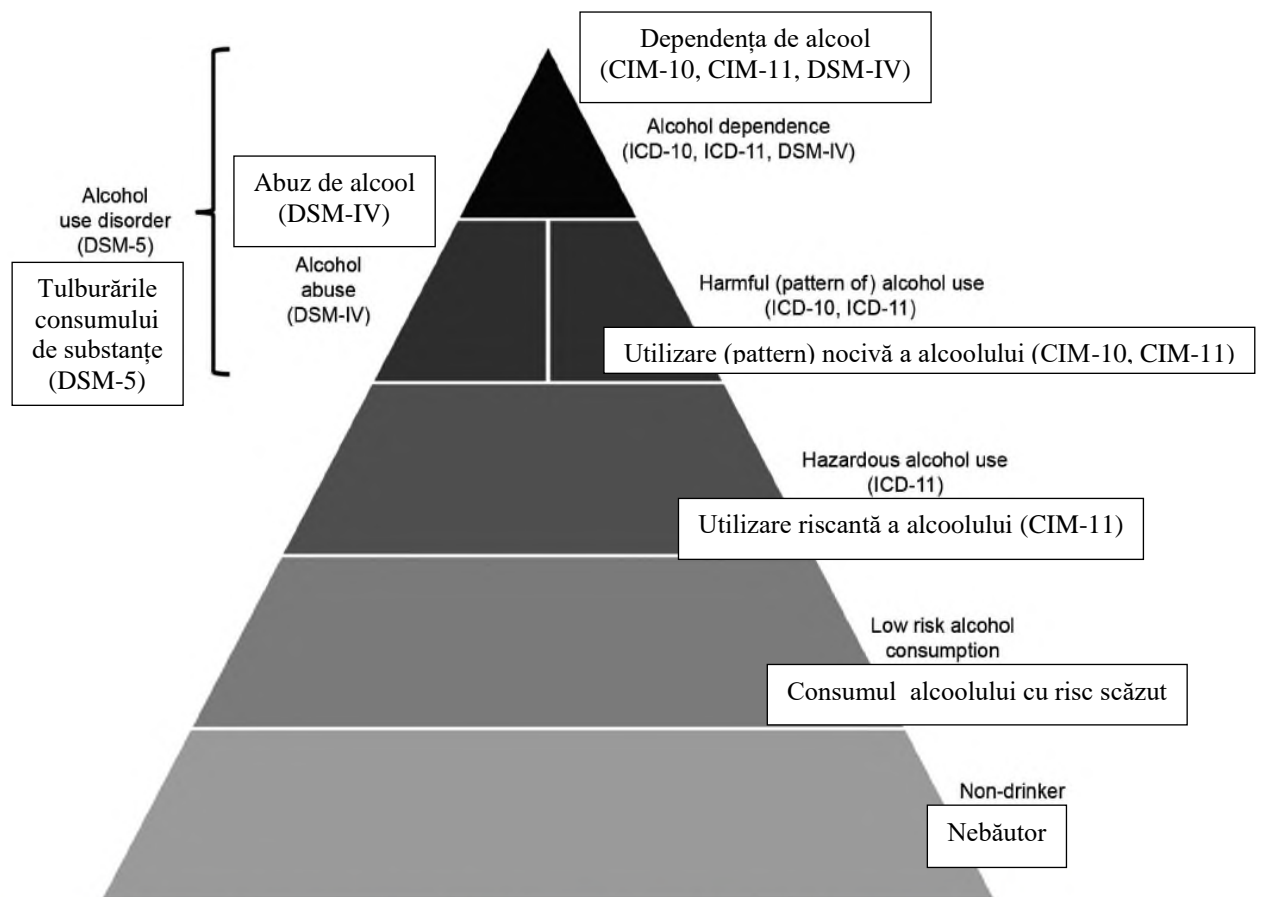 Dependența de alcool
(CIM-10, CIM-11, DSM-IV)
Alcohol dependence
(ICD-10, ICD-11, DSM-IV)
Abuz de alcool
(DSM-IV)
Alcohol
use disorder
(DSM-5)
Tulburările
consumului
de substanțe
(DSM-5)
Alcohol
abuse
(DSM-IV)
Harmful (pattern of) alcohol use
(ICD-10, ICD-11)
Utilizare (pattern) nocivă a alcoolului (CIM-10, CIM-11)
Hazardous alcohol use
(ICD-11)
Utilizare riscantă a alcoolului (CIM-11)
Low risk alcohol
consumption
Consumul alcoolului cu risc scăzut
Non-drinker
Nebăutor